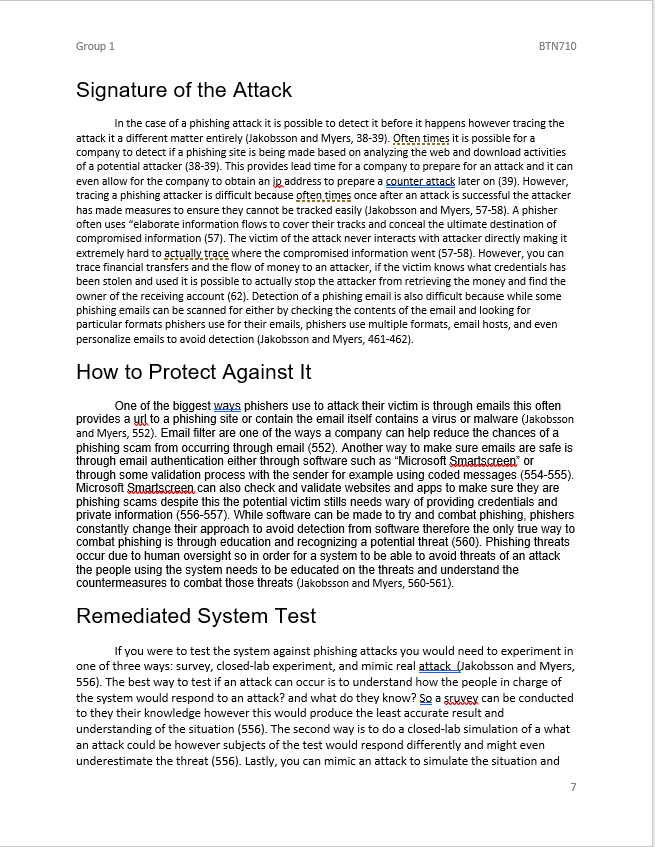 Group 1
BTN710
Signature of the Attack
In the case of a phishing attack it is possible to detect it before it happens however tracing the
attack it a different matter entirely (Jakobsson and Myers, 38-39). Often times it is possible for a
company to detect if a phishing site is being made based on analyzing the web and download activities
of a potential attacker (38-39). This provides lead time for a company to prepare for an attack and it can
even allow for the company to obtain an ip address to prepare a counter attack later on (39). However,
tracing a phishing attacker is difficult because often times once after an attack is successful the attacker
has made measures to ensure they cannot be tracked easily (Jakobsson and Myers, 57-58). A phisher
often uses “elaborate information flows to cover their tracks and conceal the ultimate destination of
compromised information (57). The victim of the attack never interacts with attacker directly making it
extremely hard to actually trace where the compromised information went (57-58). However, you can
trace financial transfers and the flow of money to an attacker, if the victim knows what credentials has
been stolen and used it is possible to actually stop the attacker from retrieving the money and find the
owner of the receiving account (62). Detection of a phishing email is also difficult because while some
phishing emails can be scanned for either by checking the contents of the email and looking for
particular formats phishers use for their emails, phishers use multiple formats, email hosts, and even
personalize emails to avoid detection (Jakobsson and Myers, 461-462).
How to Protect Against It
One of the biggest ways phishers use to attack their victim is through emails this often
provides a url to a phishing site or contain the email itself contains a virus or malware (Jakobsson
and Myers, 552). Email filter are one of the ways a company can help reduce the chances of a
phishing scam from occurring through email (552). Another way to make sure emails are safe is
through email authentication either through software such as “Microsoft Smartscreen” or
through some validation process with the sender for example using coded messages (554-555).
Microsoft Smartscreen can also check and validate websites and apps to make sure they are
phishing scams despite this the potential victim stills needs wary of providing credentials and
private information (556-557). While software can be made to try and combat phishing, phishers
constantly change their approach to avoid detection from software therefore the only true way to
combat phishing is through education and recognizing a potential threat (560). Phishing threats
occur due to human oversight so in order for a system to be able to avoid threats of an attack
the people using the system needs to be educated on the threats and understand the
countermeasures to combat those threats (Jakobsson and Myers, 560-561).
Remediated System Test
If you were to test the system against phishing attacks you would need to experiment in
one of three ways: survey, closed-lab experiment, and mimic real attack (Jakobsson and Myers,
556). The best way to test if an attack can occur is to understand how the people in charge of
the system would respond to an attack? and what do they know? So a sruvey can be conducted
to they their knowledge however this would produce the least accurate result and
understanding of the situation (556). The second way is to do a closed-lab simulation of a what
an attack could be however subjects of the test would respond differently and might even
underestimate the threat (556). Lastly, you can mimic an attack to simulate the situation and
7